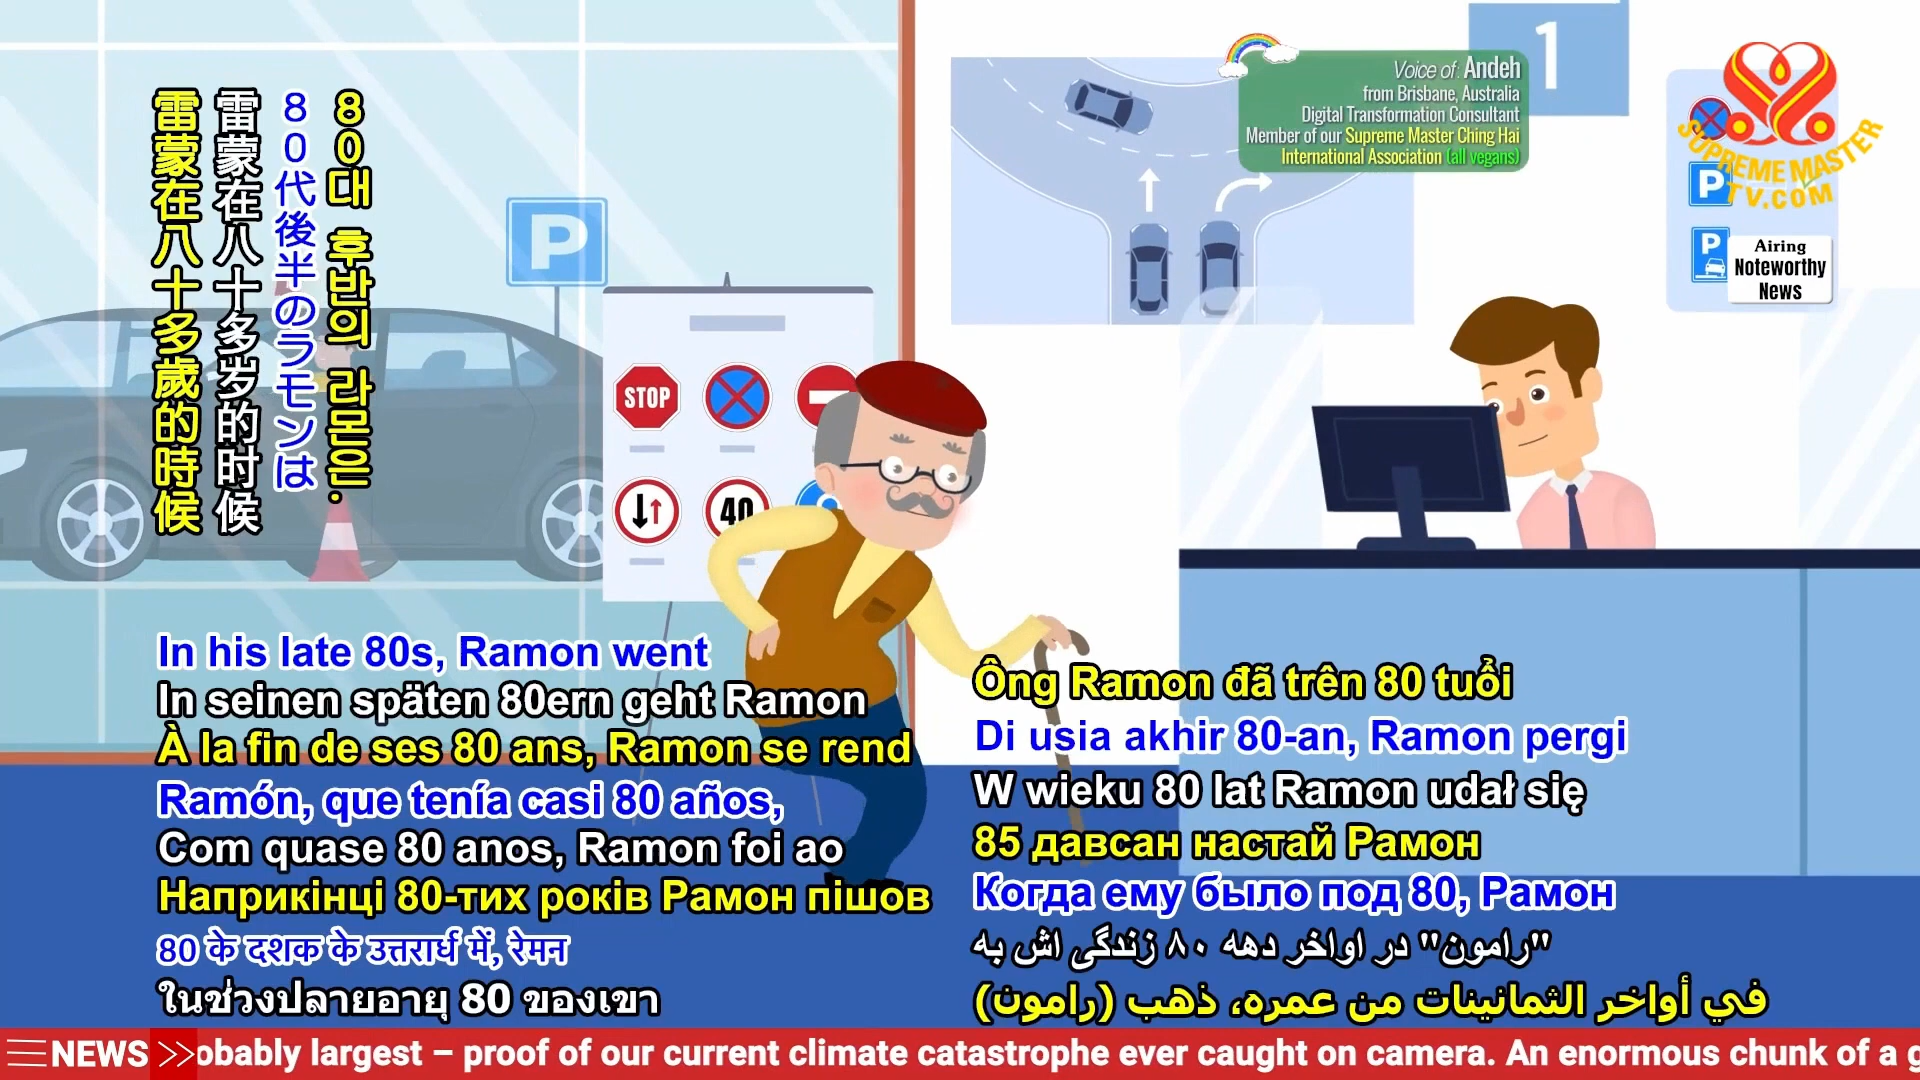 Voice of: Andeh
from Brisbane, Australia
Digital Transformation Consultant
Member of our Supreme Master Ching Hai
International Association (all vegans)
1
SUPREME MASTER
TV.COM
P
P
Airing
Noteworthy
News
P
STOP
40
80대 후반의 라몬은.
80代後半のラモンは
雷蒙在八十多岁的时候
雷蒙在八十多歲的時候
In his late 80s, Ramon went
In seinen späten 80ern geht Ramon
À la fin de ses 80 ans, Ramon se rend
Ramón, que tenía casi 80 años,
Com quase 80 anos, Ramon foi ao
Наприкінці 80-тих років Рамон пішов
80 के दशक के उत्तरार्ध में, रेमन
ในช่วงปลายอายุ 80 ของเขา
Ông Ramon đã trên 80 tuổi
Di usia akhir 80-an, Ramon pergi
W wieku 80 lat Ramon udał się
85 давсан настай Рамон
Когда ему было под 80, Рамон
"رامون" در اواخر دهه ۸۰ زندگی اش به
في أواخر الثمانينات من عمره، ذهب (رامون)
NEWS >> obably largest – proof of our current climate catastrophe ever caught on camera. An enormous chunk of a g